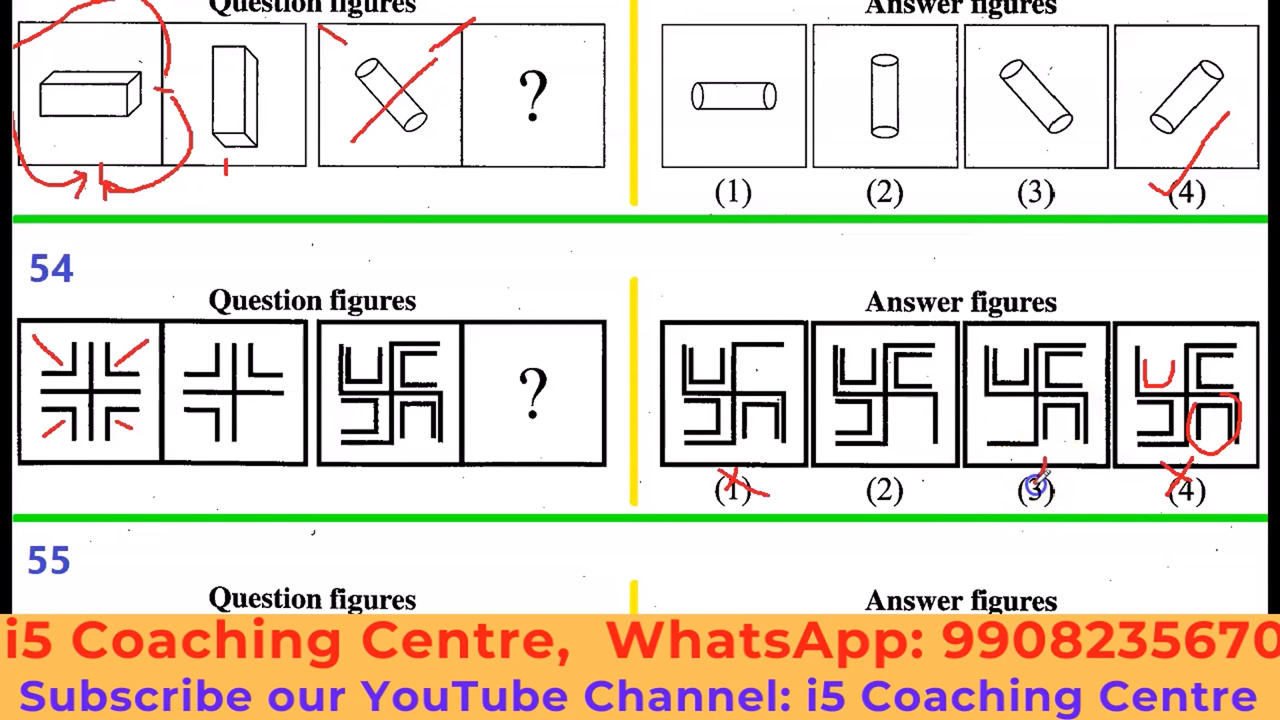 Question figures
Answer figures
?
(1) (2) (3) (4)
54
Question figures
Answer figures
?
(1) (2) (3) (4)
55
Question figures
Answer figures
i5 Coaching Centre, WhatsApp: 9908235670
Subscribe our YouTube Channel: i5 Coaching Centre